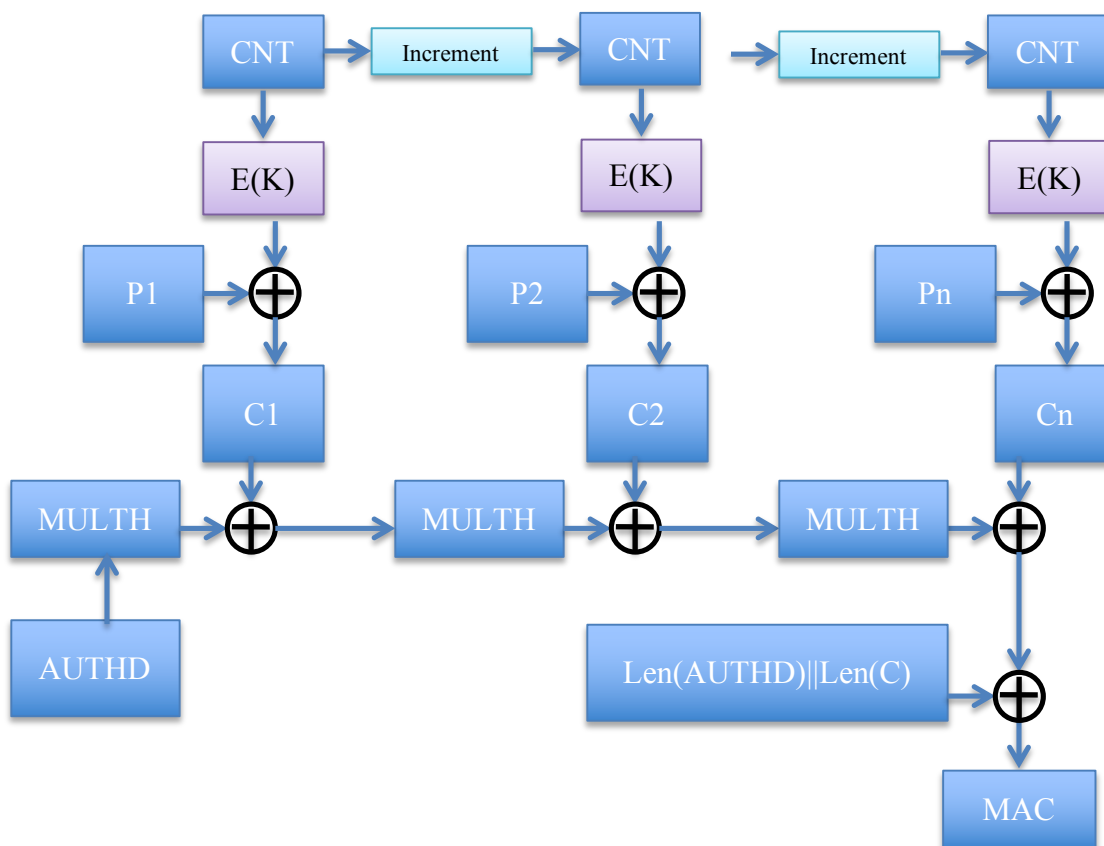 CNT
Increment
CNT
Increment
CNT
E(K)
E(K)
E(K)
P1
P2
Pn
C1
C2
Cn
MULTH
MULTH
MULTH
AUTHD
Len(AUTHD)||Len(C)
MAC